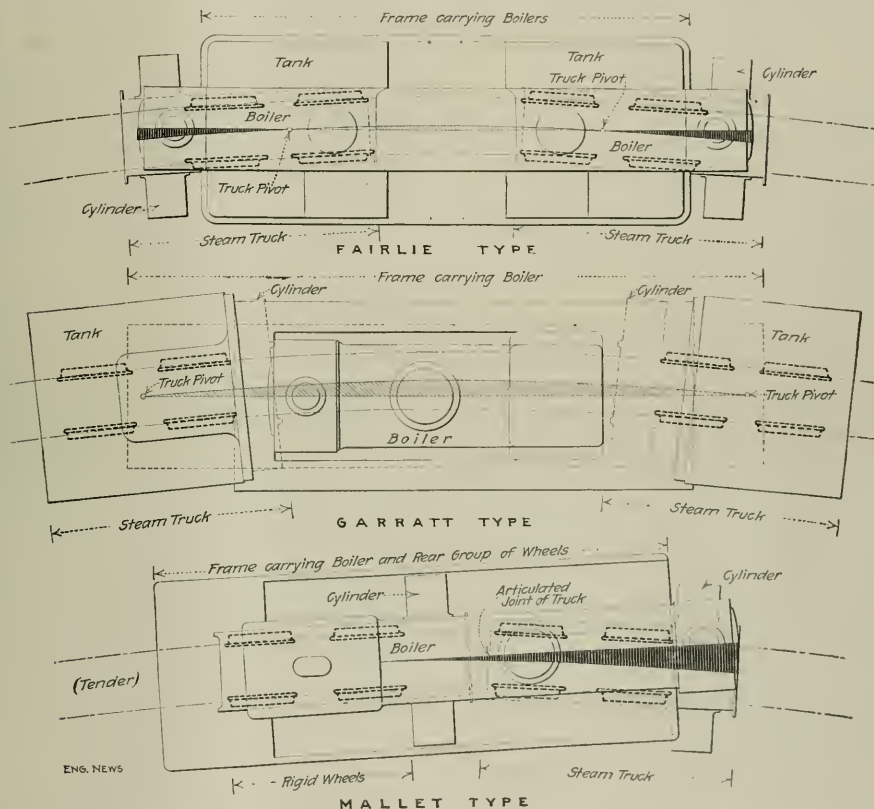 Frame carrying Boilers
Tank
Tank
Truck Pivot
Cylinder
Boiler
Boiler
Truck Pivot
Cylinder
Steam Truck
Steam Truck
FAIRLIE TYPE
Frame carrying Boiler
Cylinder
Cylinder
Tank
Tank
Truck Pivot
Truck Pivot
Boiler
Steam Truck
Steam Truck
GARRATT TYPE
Frame carrying Boiler and Rear Group of Wheels
Cylinder
Cylinder
Articulated
Joint of Truck
Boiler
(Tender)
ENG. NEWS
Rigid Wheels
Steam Truck
MALLET TYPE